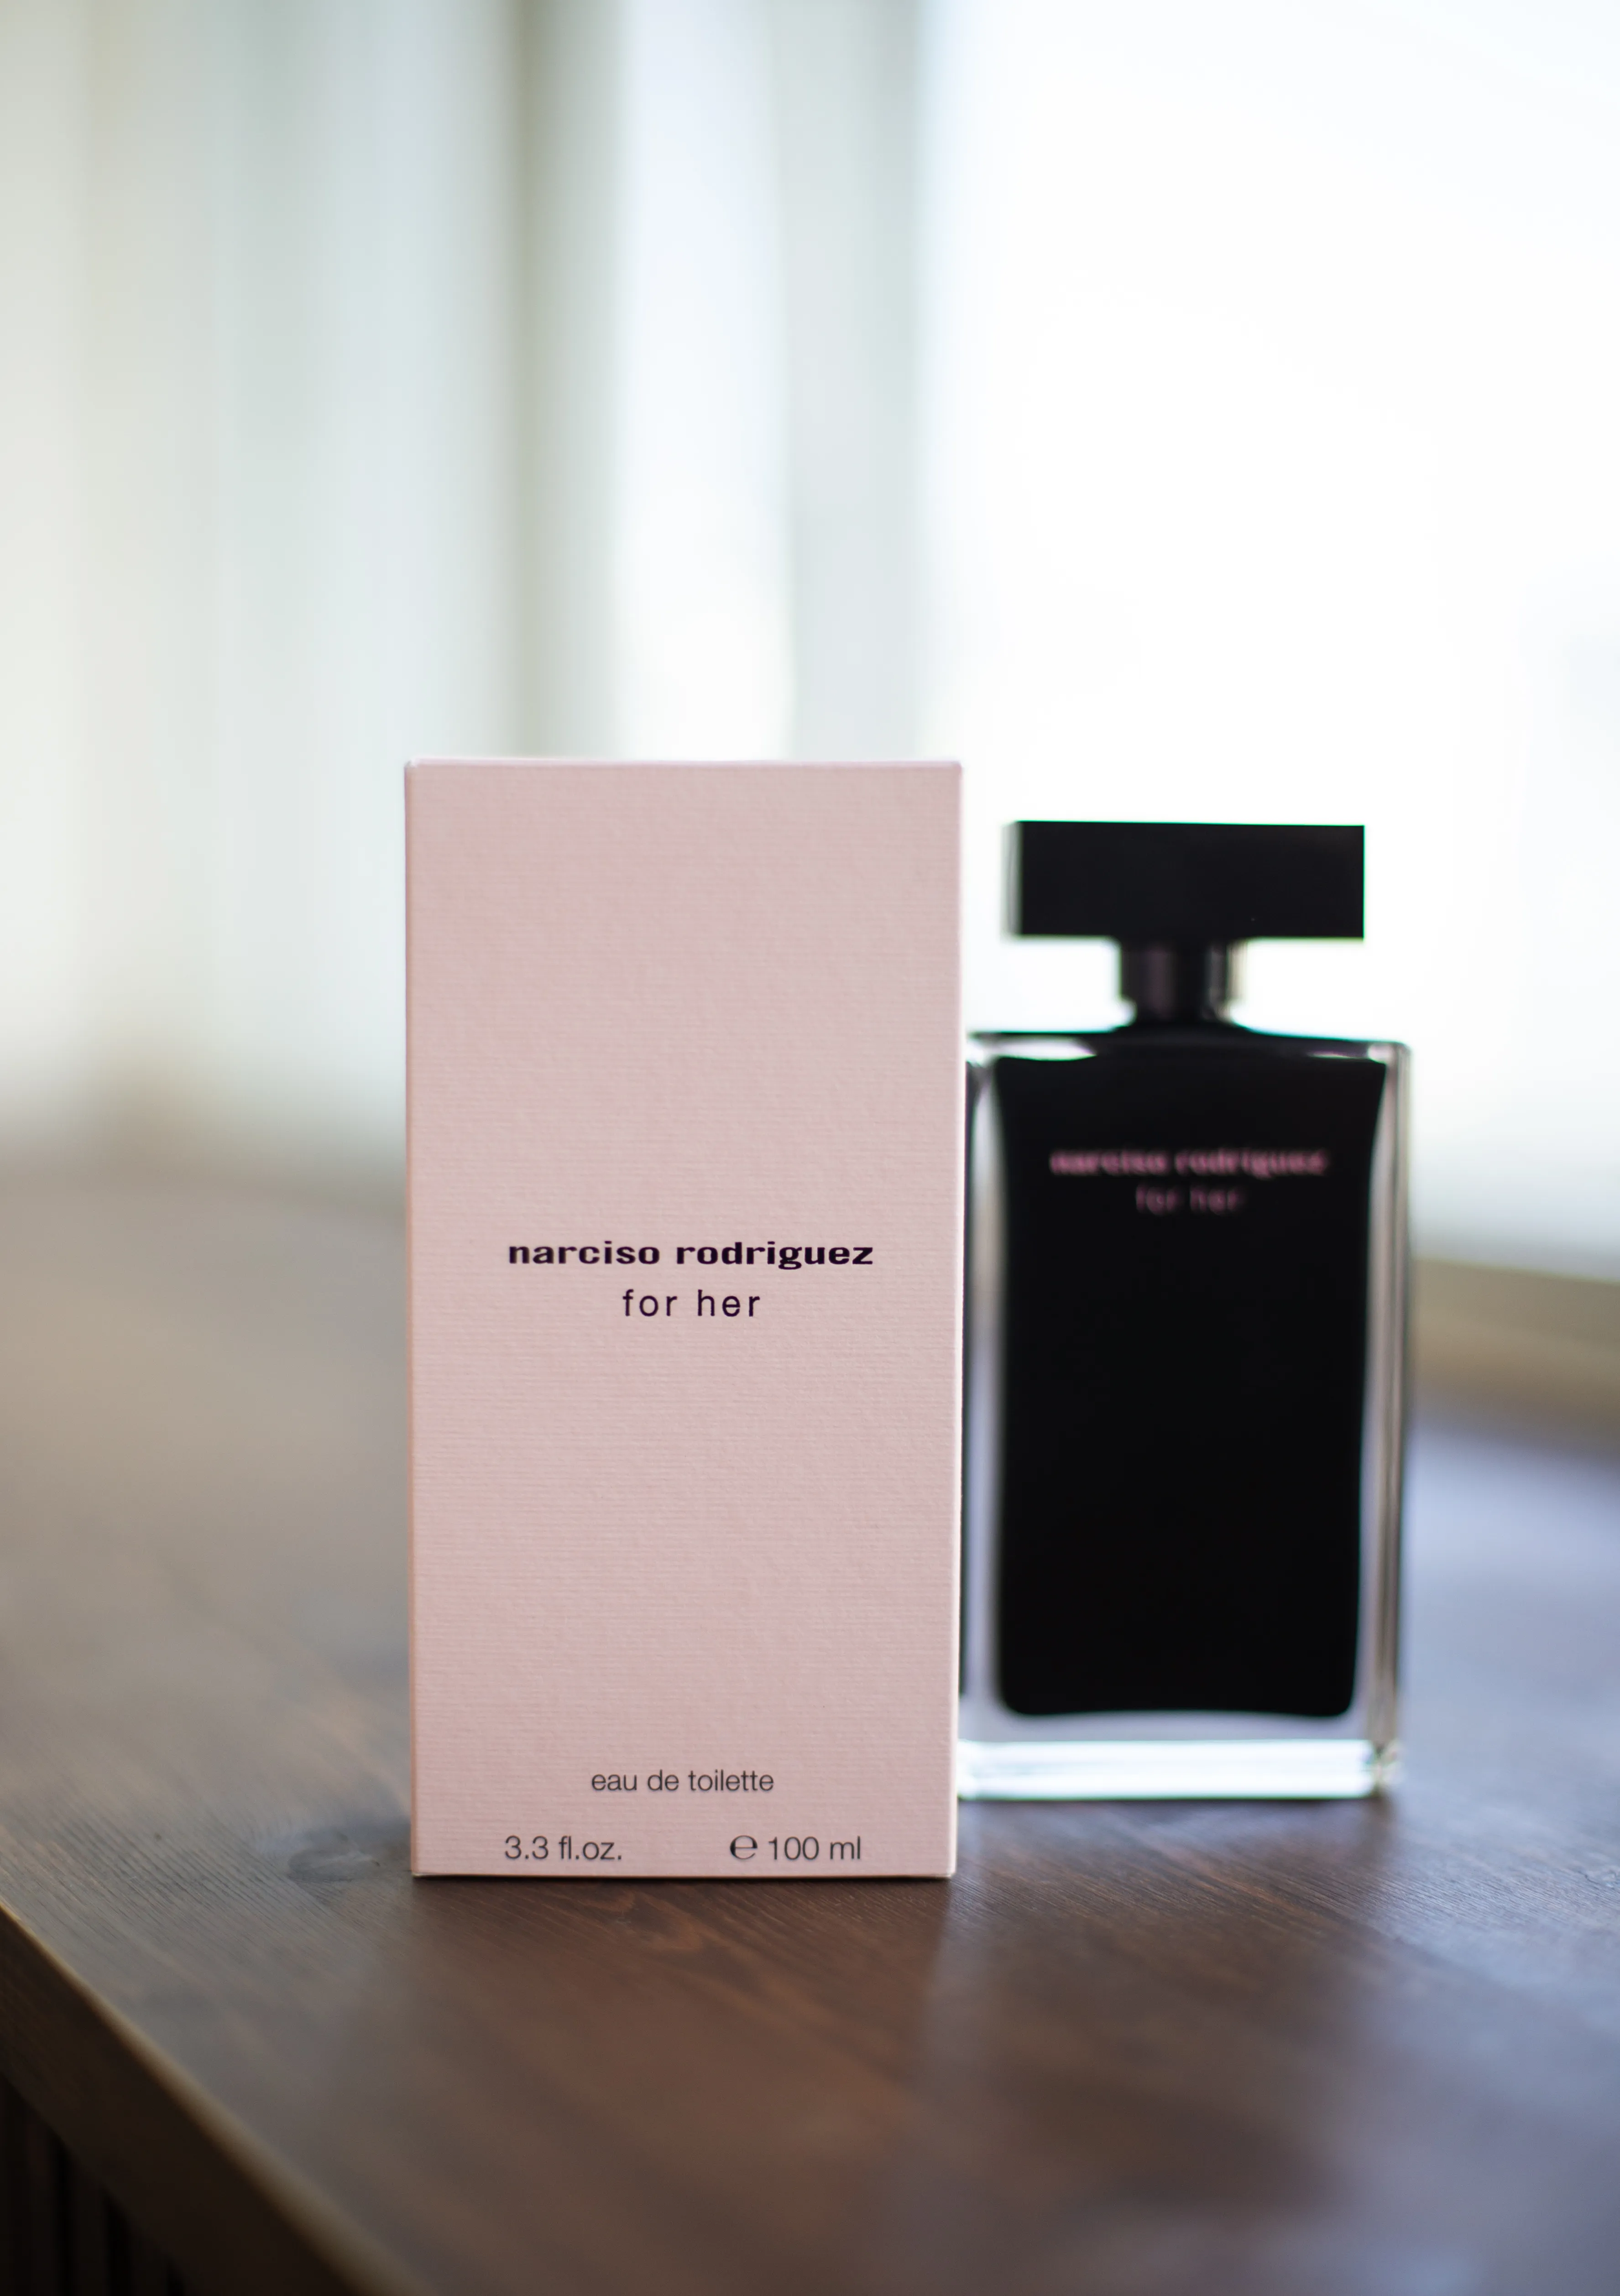 narciso rodriguez
for her
eau de toilette
3.3 fl.oz. ℮ 100 ml
narciso rodriguez
for her